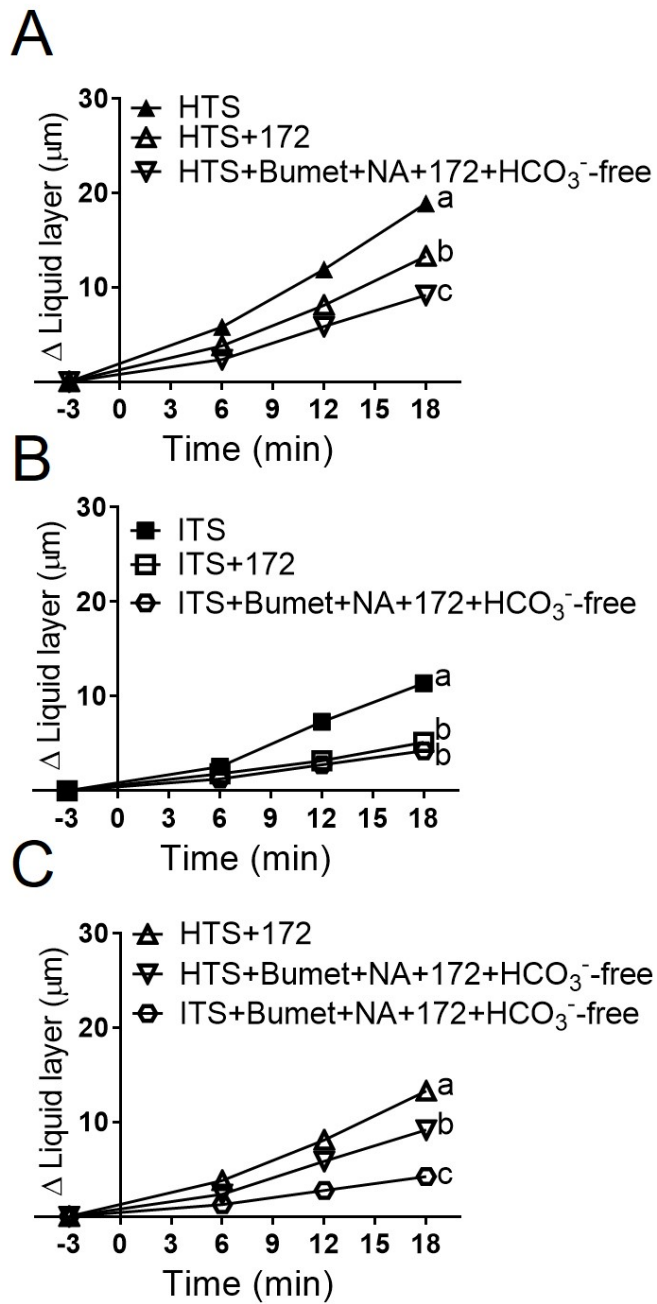 A
Δ Liquid layer (μm)
30
20
10
HTS
HTS+172
HTS+Bumet+NA+172+HCO₃⁻-free
a
b
c
-3 0 3 6 9 12 15 18
Time (min)
B
Δ Liquid layer (μm)
30
20
10
ITS
ITS+172
ITS+Bumet+NA+172+HCO₃⁻-free
a
b
b
-3 0 3 6 9 12 15 18
Time (min)
C
Δ Liquid layer (μm)
30
20
10
HTS+172
HTS+Bumet+NA+172+HCO₃⁻-free
ITS+Bumet+NA+172+HCO₃⁻-free
a
b
c
-3 0 3 6 9 12 15 18
Time (min)